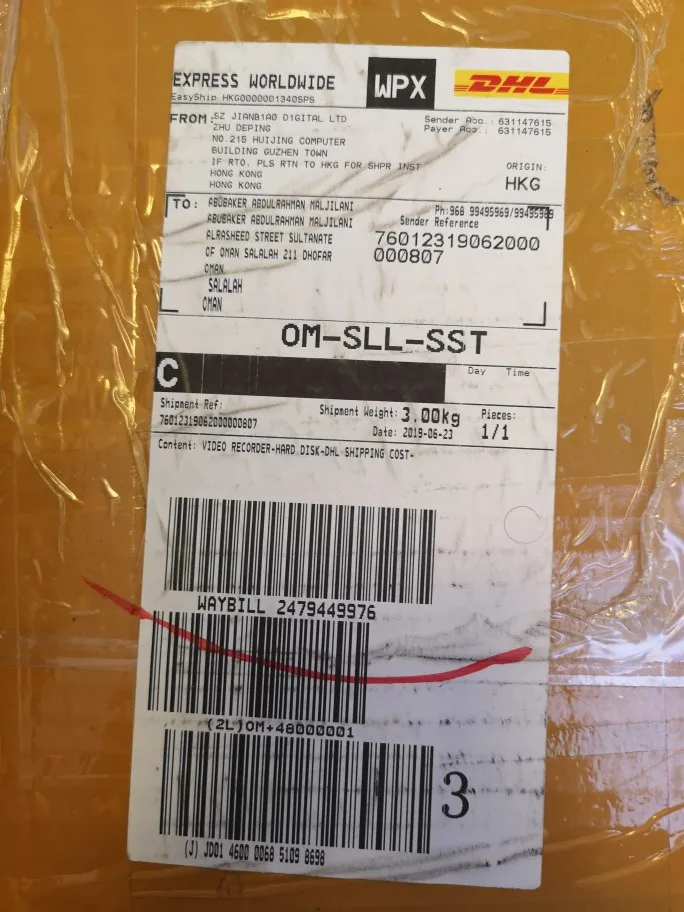 EXPRESS WORLDWIDE
WPX
DHL
EasyShip HKG0000001340SPS
FROM: SZ JIANBIAO DIGITAL LTD
ZHU DEPING
NO.215 HUIJING COMPUTER
BUILDING GUZHEN TOWN
IF RTO, PLS RTN TO HKG FOR SHPR INST
HONG KONG
HONG KONG
Sender Acc.: 631147615
Payer Acc.: 631147615
ORIGIN:
HKG
TO: ABUBAKER ABDULRAHMAN MALJILANI
ABUBAKER ABDULRAHMAN MALJILANI
ALRASHEED STREET SULTANATE
OF OMAN SALALAH 211 DHOFAR
OMAN
SALALAH
OMAN
Ph:968 99495969/99495969
Sender Reference
76012319062000
000807
OM-SLL-SST
C
Day Time
Shipment Ref:
76012319062000000807
Shipment Weight: 3.00kg
Date: 2019-06-23
Pieces:
1/1
Content: VIDEO RECORDER-HARD DISK-DHL SHIPPING COST-
WAYBILL 2479449976
(2L)OM+48000001
3
(J) JD01 4600 0068 5109 8698